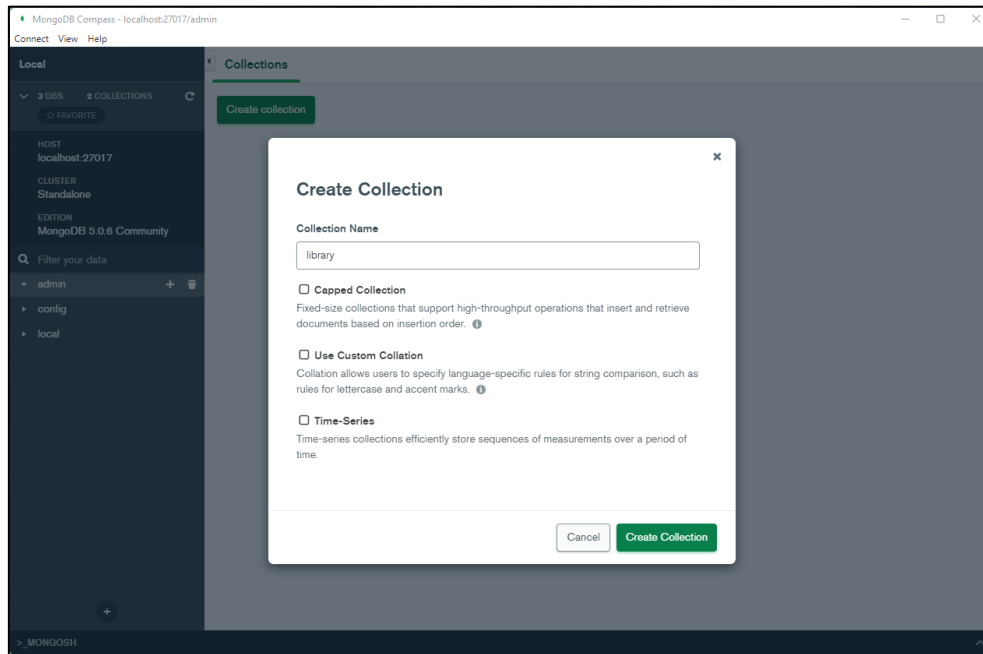 MongoDB Compass - localhost:27017/admin
Connect View Help
Local
Collections
3 DBS 2 COLLECTIONS
☆ FAVORITE
Create collection
HOST
localhost:27017
CLUSTER
Standalone
EDITION
MongoDB 5.0.6 Community
Filter your data
admin
config
local
Create Collection
Collection Name
library
Capped Collection
Fixed-size collections that support high-throughput operations that insert and retrieve
documents based on insertion order.
Use Custom Collation
Collation allows users to specify language-specific rules for string comparison, such as
rules for lettercase and accent marks.
Time-Series
Time-series collections efficiently store sequences of measurements over a period of
time.
Cancel Create Collection
>_MONGOSH